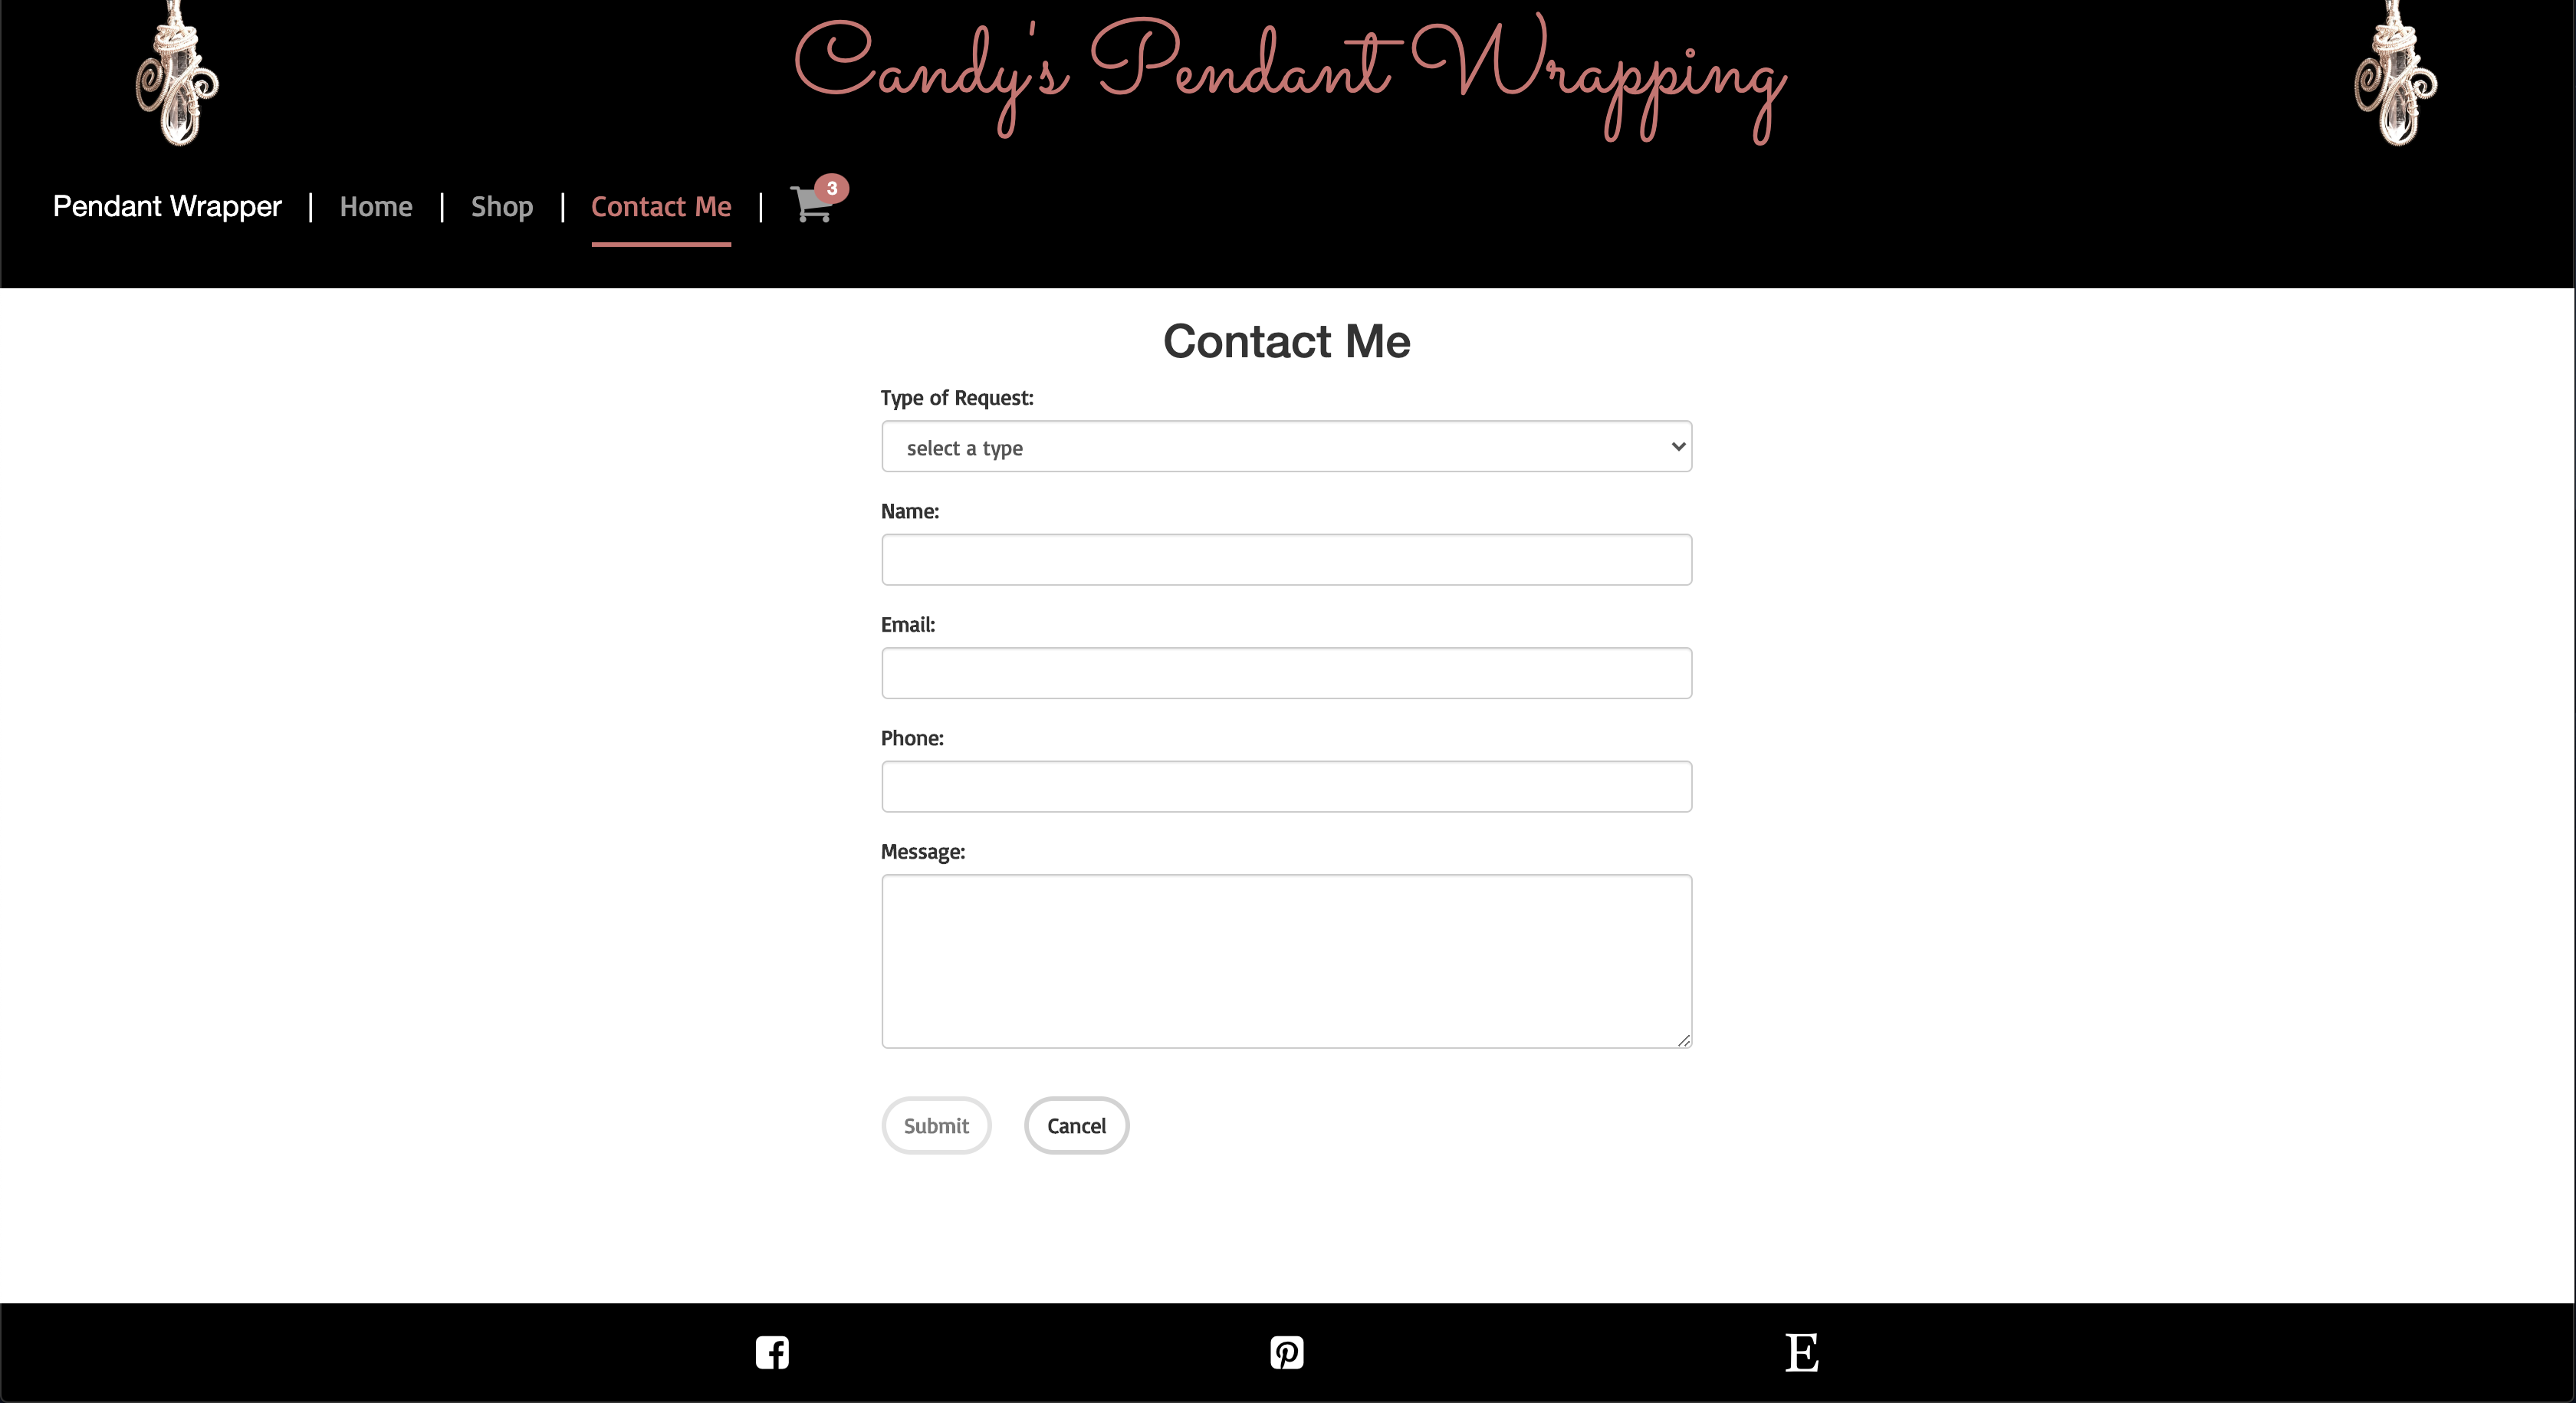 Candy's Pendant Wrapping
Pendant Wrapper | Home | Shop | Contact Me | 3
Contact Me
Type of Request:
select a type
Name:
Email:
Phone:
Message:
Submit Cancel
E